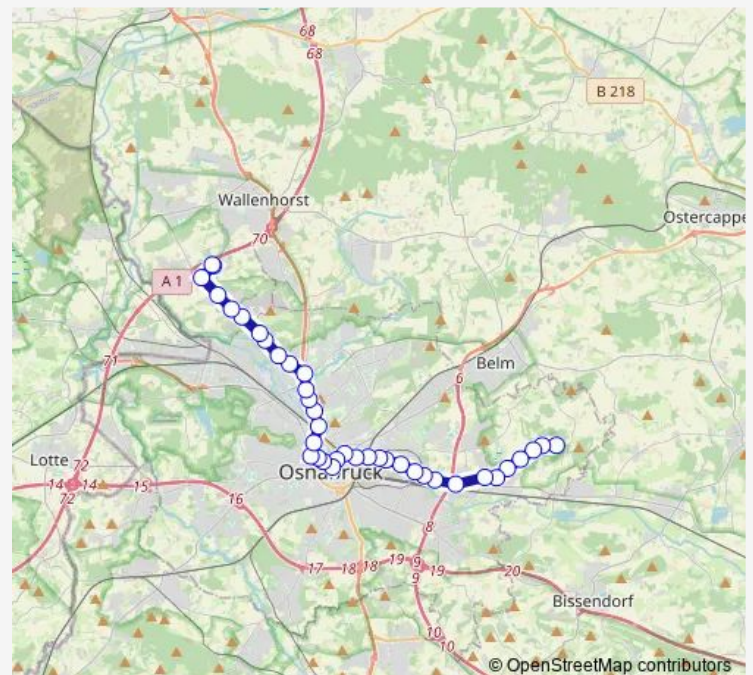 68
68
B 218
Wallenhorst
Ostercappe
70
A 1
71
Belm
6
Lotte
72
14 14
72
15
Osnabrück
16
8
17
18 18
19
9
19
9
20
Bissendorf
10
10
© OpenStreetMap contributors